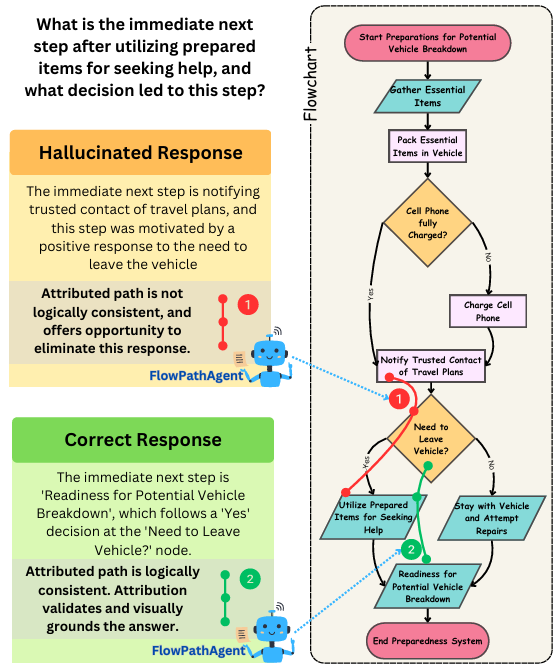 What is the immediate next
step after utilizing prepared
items for seeking help, and
what decision led to this step?
Hallucinated Response
The immediate next step is notifying
trusted contact of travel plans, and
this step was motivated by a
positive response to the need to
leave the vehicle
Attributed path is not
logically consistent, and
offers opportunity to
eliminate this response.
1
FlowPathAgent
Correct Response
The immediate next step is
'Readiness for Potential Vehicle
Breakdown', which follows a 'Yes'
decision at the 'Need to Leave
Vehicle?' node.
Attributed path is logically
consistent. Attribution
validates and visually
grounds the answer.
2
FlowPathAgent
Flowchart
Start Preparations for Potential
Vehicle Breakdown
Gather Essential
Items
Pack Essential
Items in Vehicle
Cell Phone
fully
Charged?
Yes
No
Charge Cell
Phone
Notify Trusted Contact
of Travel Plans
1
Need to
Leave
Vehicle?
Yes
No
Utilize Prepared
Items for Seeking
Help
Stay with Vehicle
and Attempt
Repairs
2
Readiness for
Potential Vehicle
Breakdown
End Preparedness System